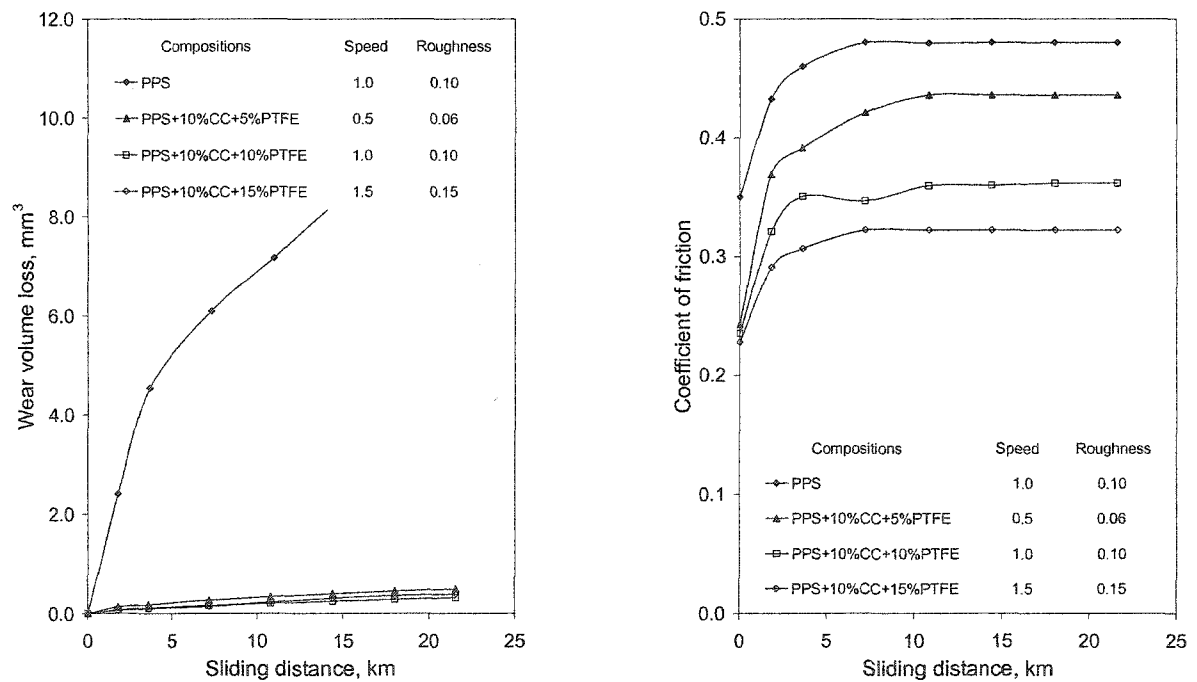 12.0
10.0
8.0
6.0
4.0
2.0
0.0
Wear volume loss, mm³
Compositions Speed Roughness
PPS 1.0 0.10
PPS+10%CC+5%PTFE 0.5 0.06
PPS+10%CC+10%PTFE 1.0 0.10
PPS+10%CC+15%PTFE 1.5 0.15
0 5 10 15 20 25
Sliding distance, km
0.5
0.4
0.3
0.2
0.1
0.0
Coefficient of friction
Compositions Speed Roughness
PPS 1.0 0.10
PPS+10%CC+5%PTFE 0.5 0.06
PPS+10%CC+10%PTFE 1.0 0.10
PPS+10%CC+15%PTFE 1.5 0.15
0 5 10 15 20 25
Sliding distance, km